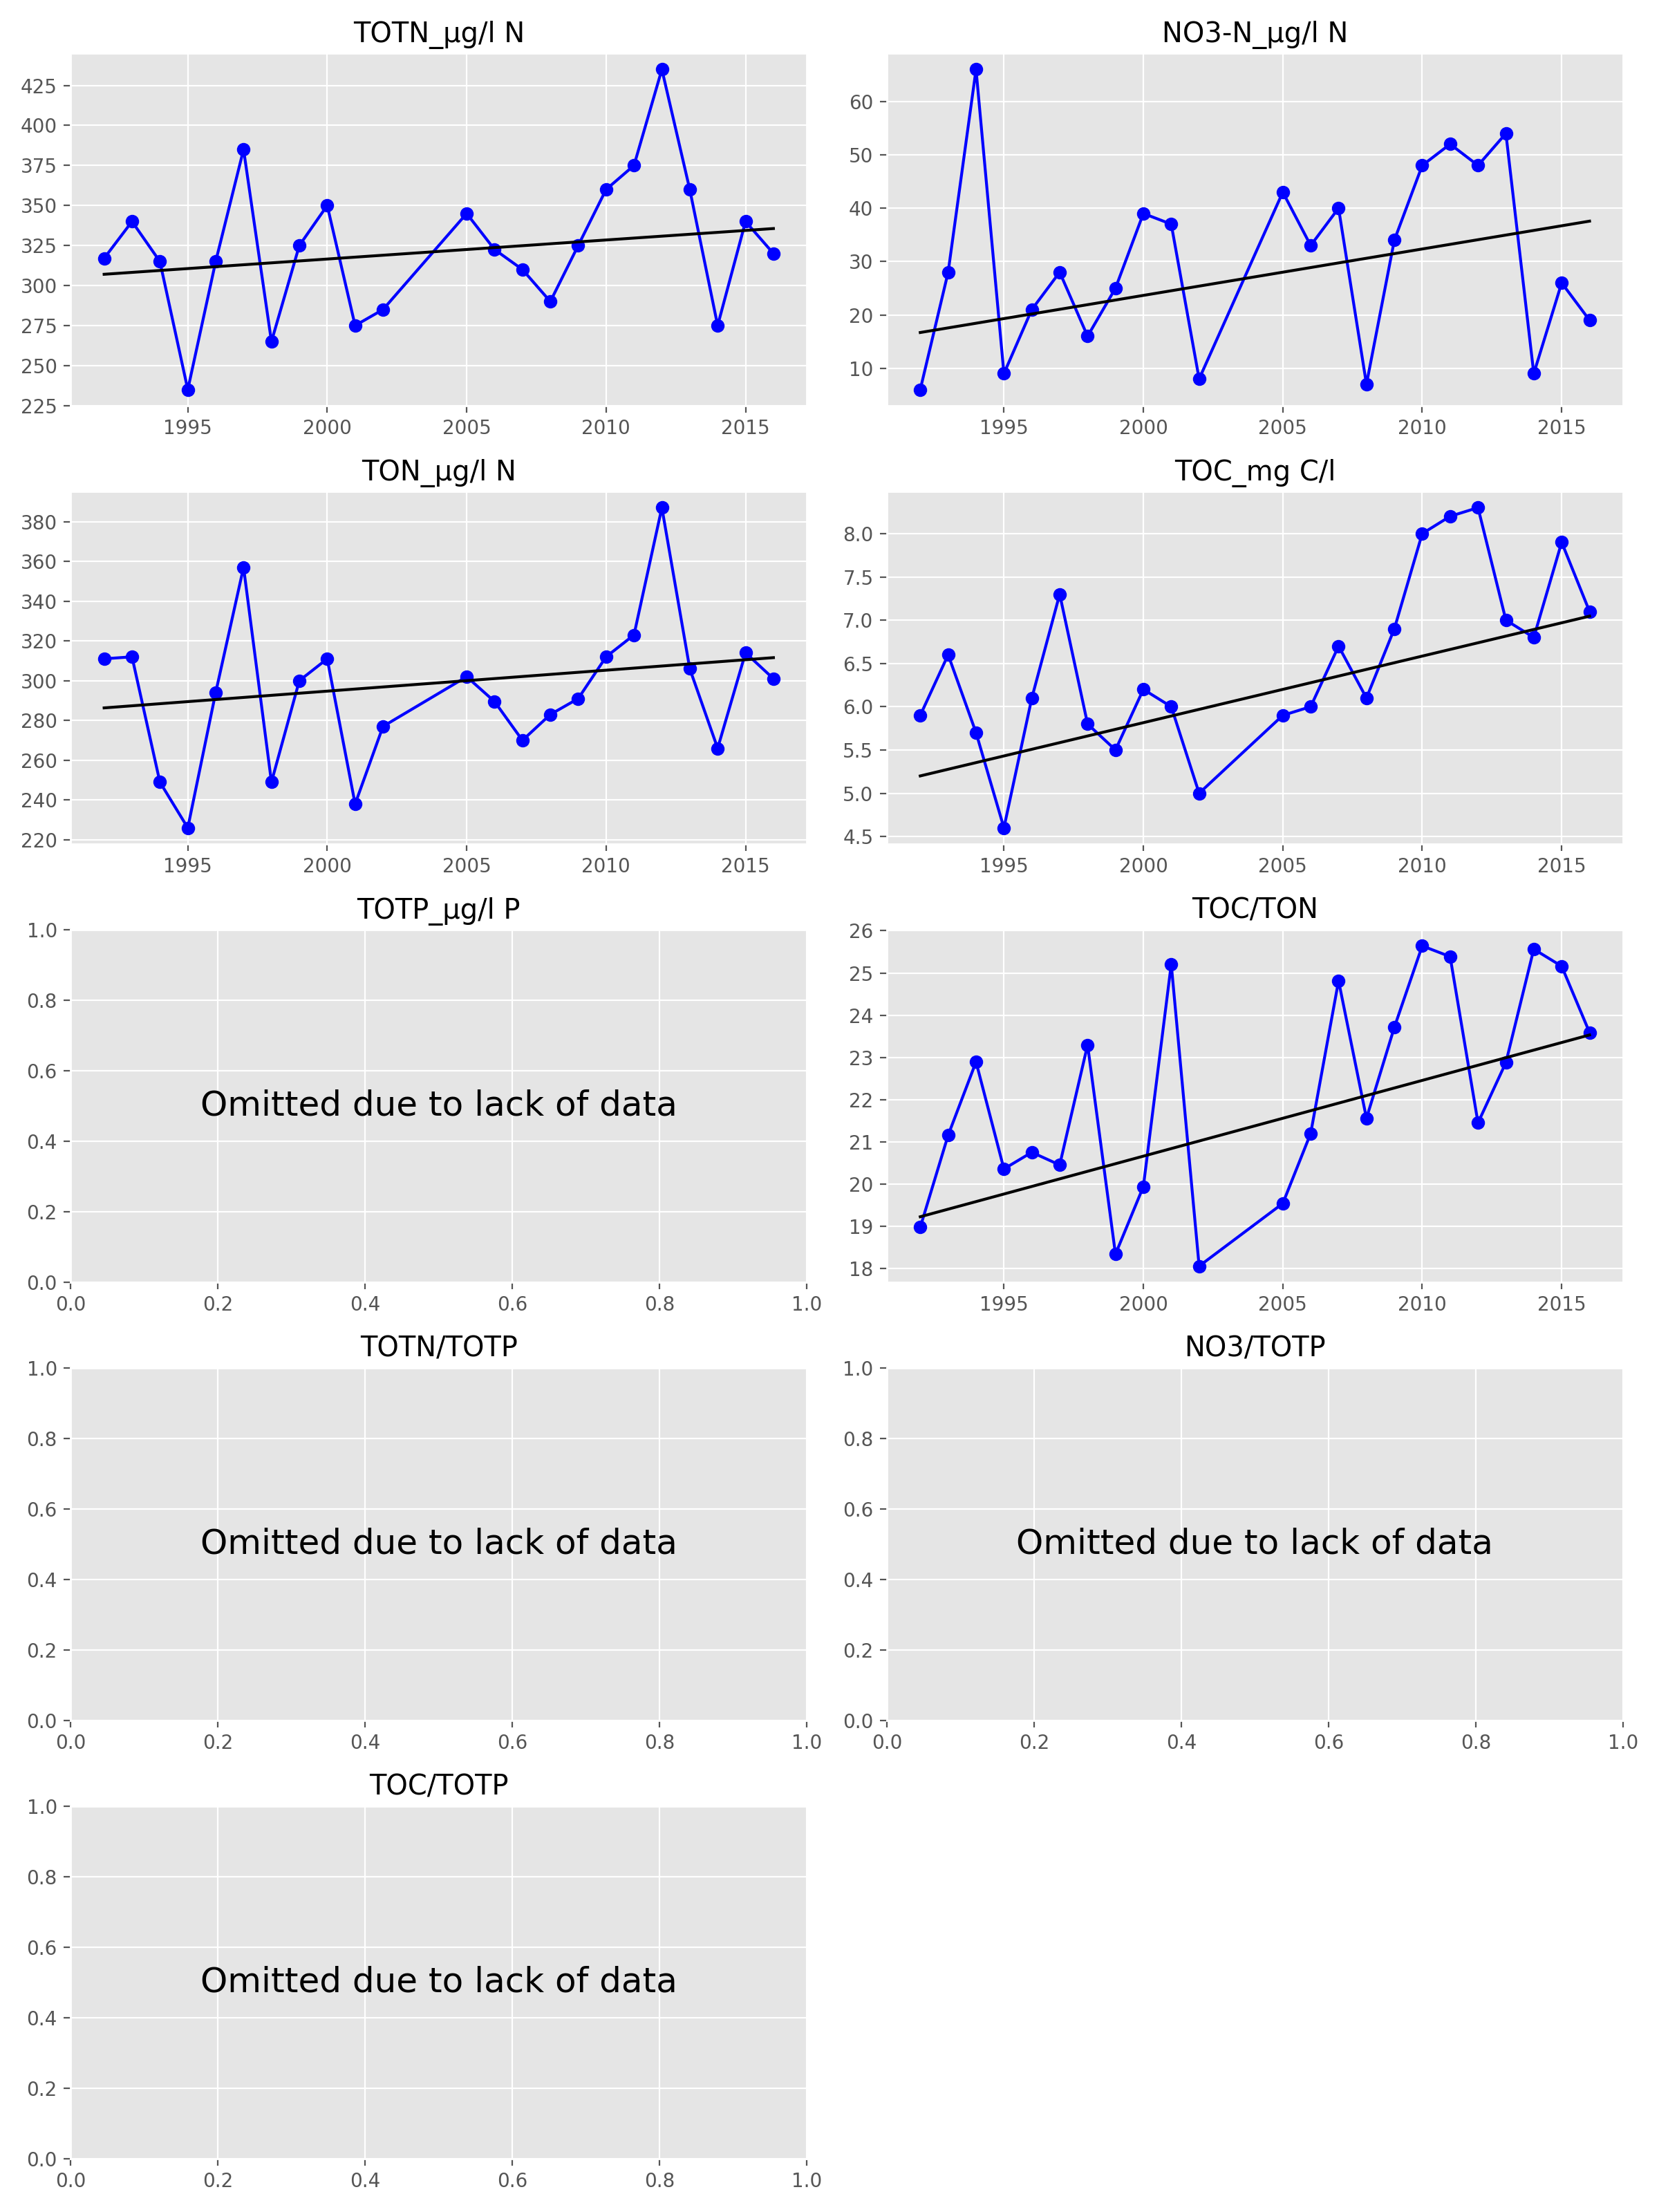 TOTN_µg/l N
425
400
375
350
325
300
275
250
225
1995 2000 2005 2010 2015
NO3-N_µg/l N
60
50
40
30
20
10
1995 2000 2005 2010 2015
TON_µg/l N
380
360
340
320
300
280
260
240
220
1995 2000 2005 2010 2015
TOC_mg C/l
8.0
7.5
7.0
6.5
6.0
5.5
5.0
4.5
1995 2000 2005 2010 2015
TOTP_µg/l P
1.0
0.8
0.6
Omitted due to lack of data
0.4
0.2
0.0
0.0 0.2 0.4 0.6 0.8 1.0
TOC/TON
26
25
24
23
22
21
20
19
18
1995 2000 2005 2010 2015
TOTN/TOTP
1.0
0.8
0.6
Omitted due to lack of data
0.4
0.2
0.0
0.0 0.2 0.4 0.6 0.8 1.0
NO3/TOTP
1.0
0.8
0.6
Omitted due to lack of data
0.4
0.2
0.0
0.0 0.2 0.4 0.6 0.8 1.0
TOC/TOTP
1.0
0.8
0.6
Omitted due to lack of data
0.4
0.2
0.0
0.0 0.2 0.4 0.6 0.8 1.0